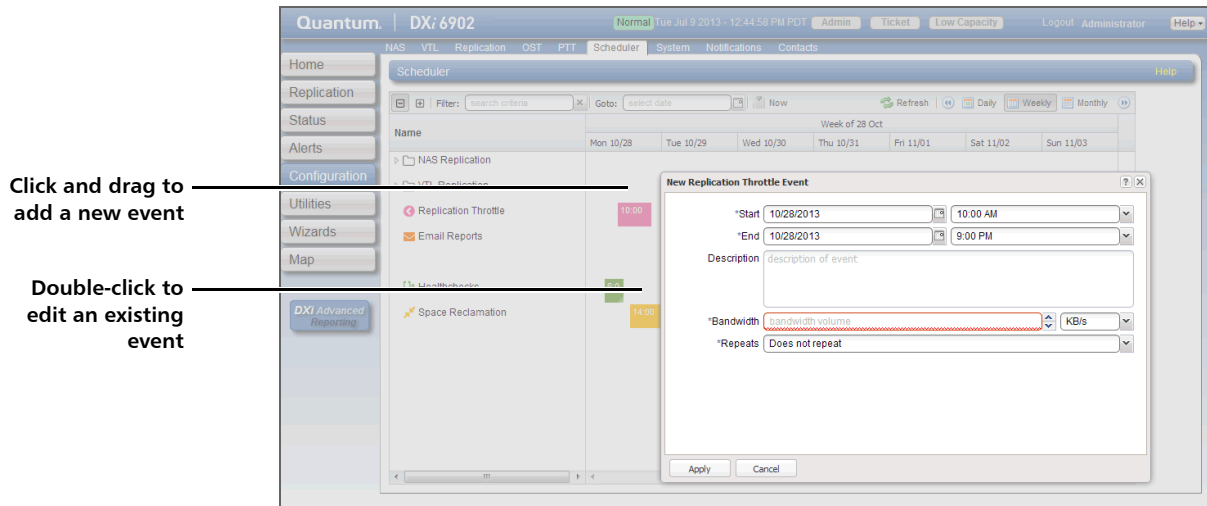 Quantum. DXi 6902 Normal Tue Jul 9 2013 - 12:44:58 PM PDT Admin Ticket Low Capacity Logout Administrator Help
NAS VTL Replication OST PTT Scheduler System Notifications Contacts
Home
Replication
Status
Alerts
Configuration
Utilities
Wizards
Map
DXi Advanced
Reporting
Scheduler Help
Filter: search criteria Goto: select date Now Refresh Daily Weekly Monthly
Name
Week of 28 Oct
Mon 10/28 Tue 10/29 Wed 10/30 Thu 10/31 Fri 11/01 Sat 11/02 Sun 11/03
NAS Replication
VTL Replication
Replication Throttle 10:00
Email Reports
Healthchecks
Space Reclamation 14:00
Click and drag to
add a new event
Double-click to
edit an existing
event
New Replication Throttle Event
*Start 10/28/2013 10:00 AM
*End 10/28/2013 9:00 PM
Description description of event
*Bandwidth bandwidth volume KB/s
*Repeats Does not repeat
Apply Cancel